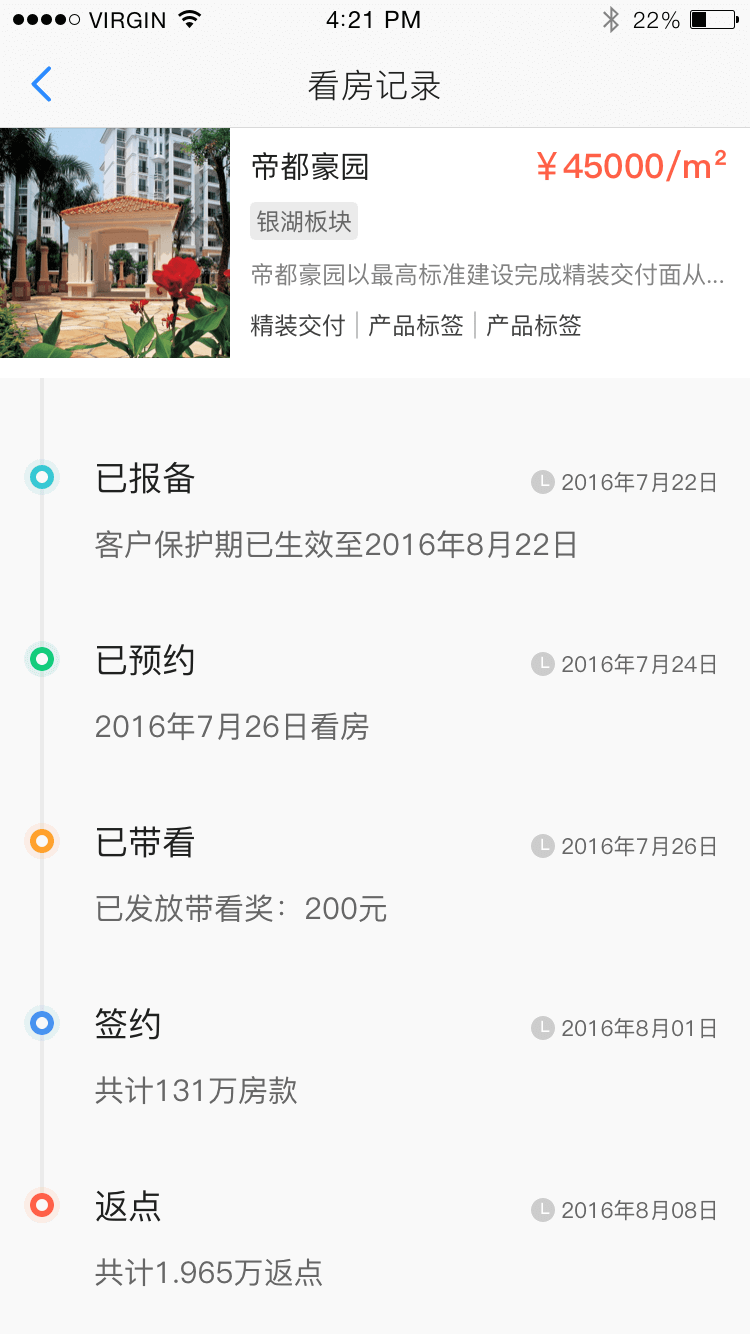 VIRGIN 4:21 PM 22%
看房记录
帝都豪园 ￥45000/m²
银湖板块
帝都豪园以最高标准建设完成精装交付面从...
精装交付 | 产品标签 | 产品标签
已报备 2016年7月22日
客户保护期已生效至2016年8月22日
已预约 2016年7月24日
2016年7月26日看房
已带看 2016年7月26日
已发放带看奖：200元
签约 2016年8月01日
共计131万房款
返点 2016年8月08日
共计1.965万返点